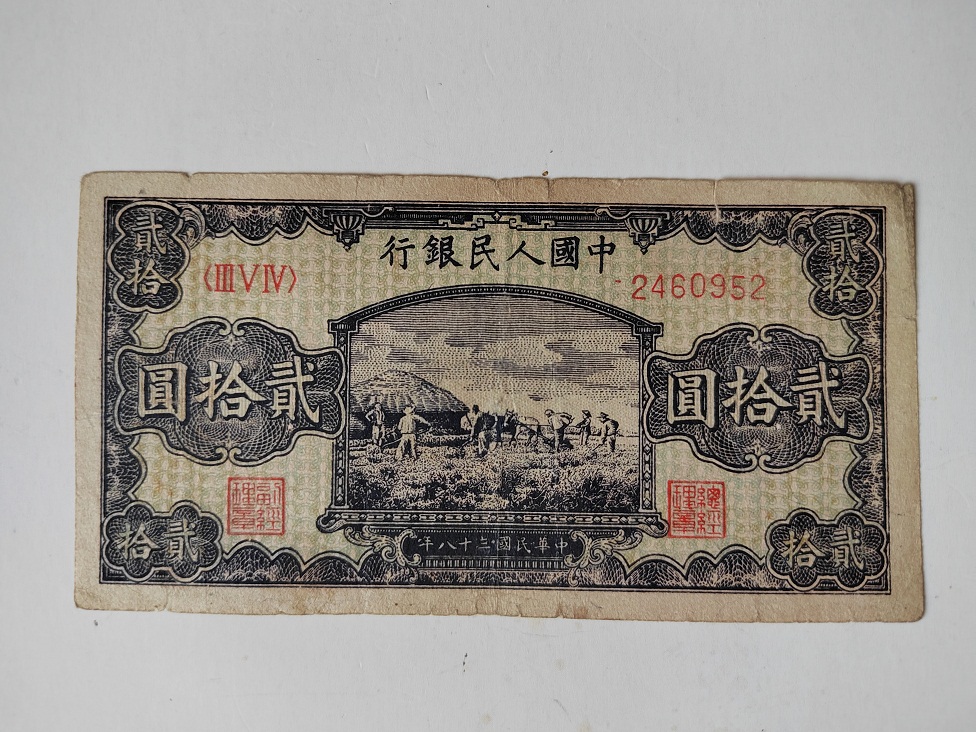 中國人民銀行
貳拾
〈ⅢⅤⅣ〉
2460952
貳拾
貳拾圓
貳拾圓
副經理章
總經理章
貳拾
中華民國三十八年
貳拾